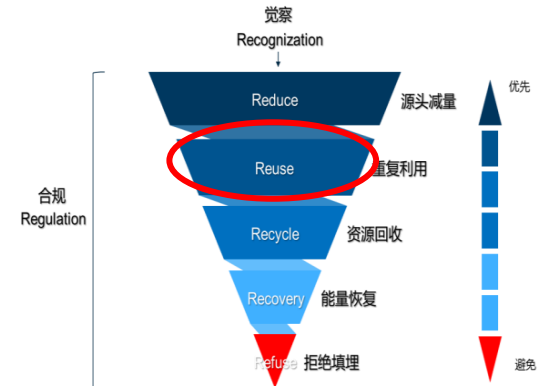 觉察
Recognization
Reduce
源头减量
优先
Reuse
重复利用
合规
Regulation
Recycle
资源回收
Recovery
能量恢复
Refuse
拒绝填埋
避免